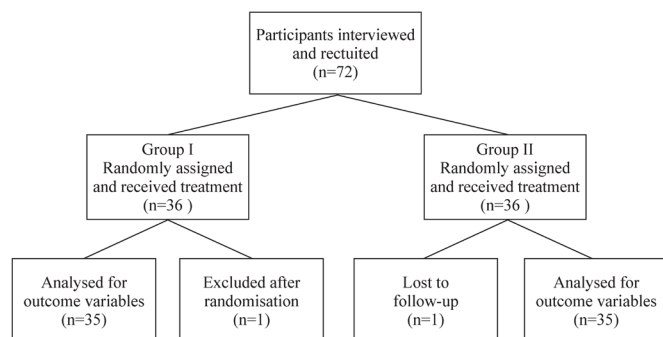 Participants interviewed
and rectuited
(n=72)
Group I
Randomly assigned
and received treatment
(n=36 )
Group II
Randomly assigned
and received treatment
(n=36 )
Analysed for
outcome variables
(n=35)
Excluded after
randomisation
(n=1)
Lost to
follow-up
(n=1)
Analysed for
outcome variables
(n=35)